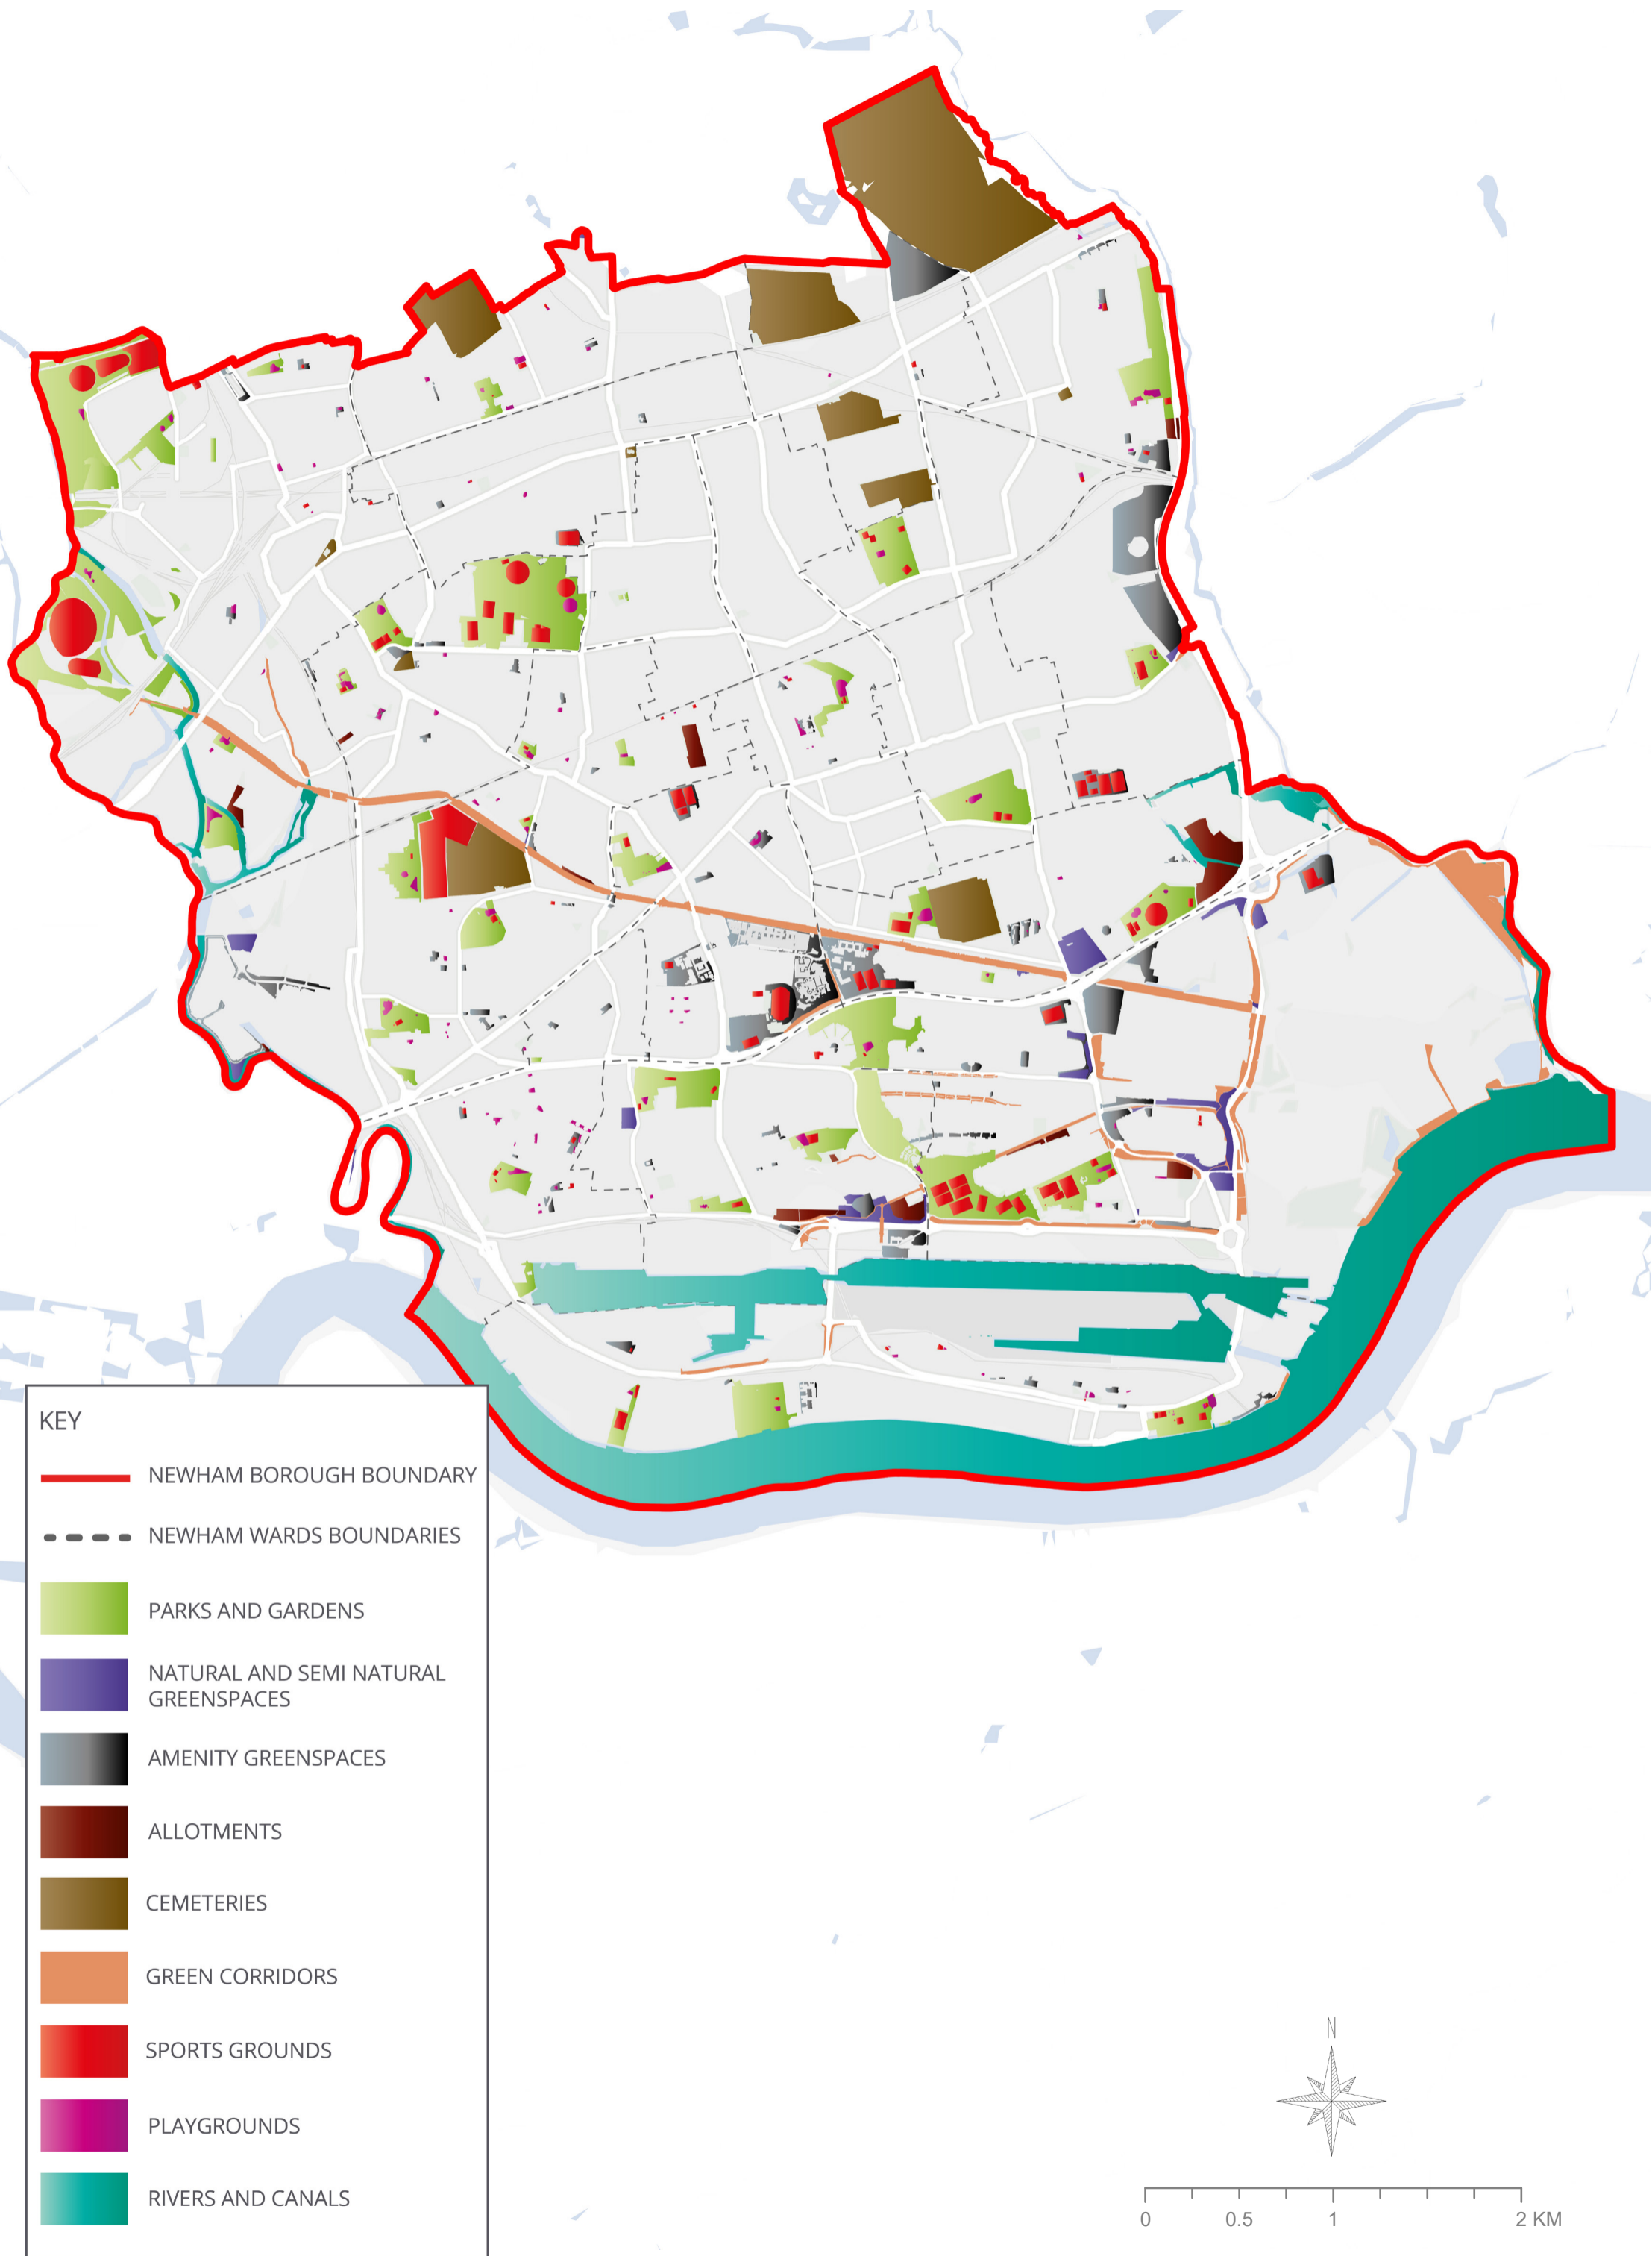 KEY
NEWHAM BOROUGH BOUNDARY
NEWHAM WARDS BOUNDARIES
PARKS AND GARDENS
NATURAL AND SEMI NATURAL
GREENSPACES
AMENITY GREENSPACES
ALLOTMENTS
CEMETERIES
GREEN CORRIDORS
SPORTS GROUNDS
PLAYGROUNDS
RIVERS AND CANALS
N
0 0.5 1 2 KM